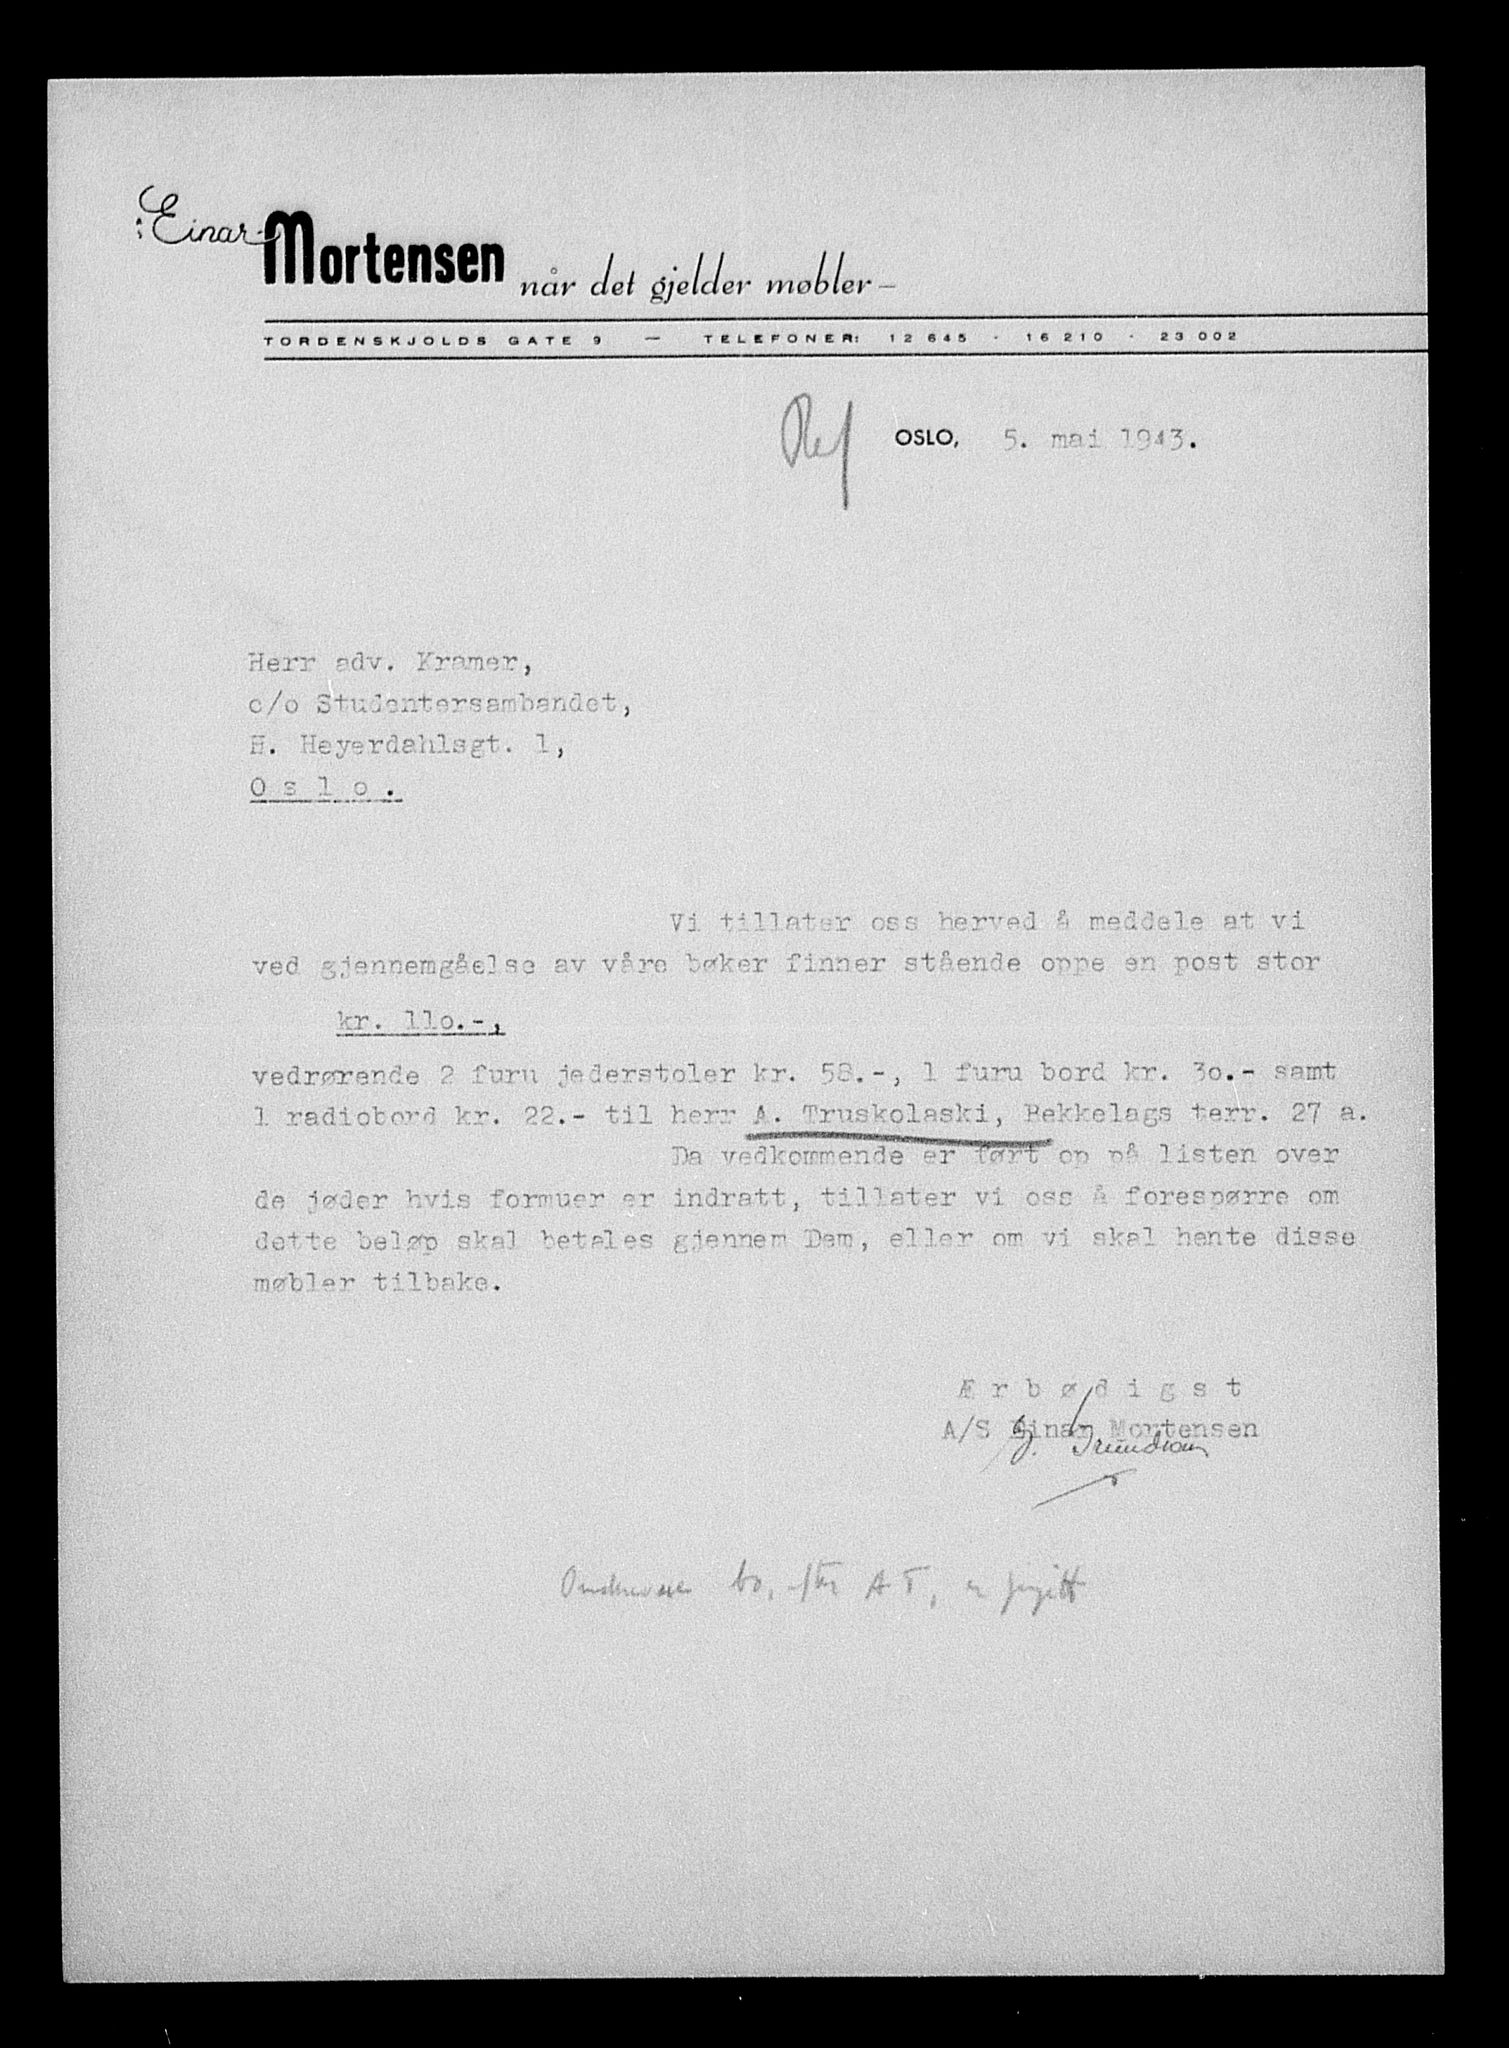 Einar Mortensen når det gjelder møbler –
TORDENSKJOLDS GATE 9 — TELEFONER: 12 645 · 16 210 · 23 002
OSLO, 5. mai 1943.
Herr adv. Kramer,
c/o Studentersambandet,
H. Heyerdahlsgt. 1,
O s l o .
Vi tillater oss herved å meddele at vi
ved gjennemgåelse av våre bøker finner stående oppe en post stor
kr. 11o.-,
vedrørende 2 furu jederstoler kr. 58.-, 1 furu bord kr. 3o.- samt
1 radiobord kr. 22.- til herr A. Truskolaski, Bekkelags terr. 27 a.
Da vedkommende er ført op på listen over
de jøder hvis formuer er indratt, tillater vi oss å forespørre om
dette beløp skal betales gjennem Dem, eller om vi skal hente disse
møbler tilbake.
Æ r b ø d i g s t
A/S Einar Mortensen
bo, A T,